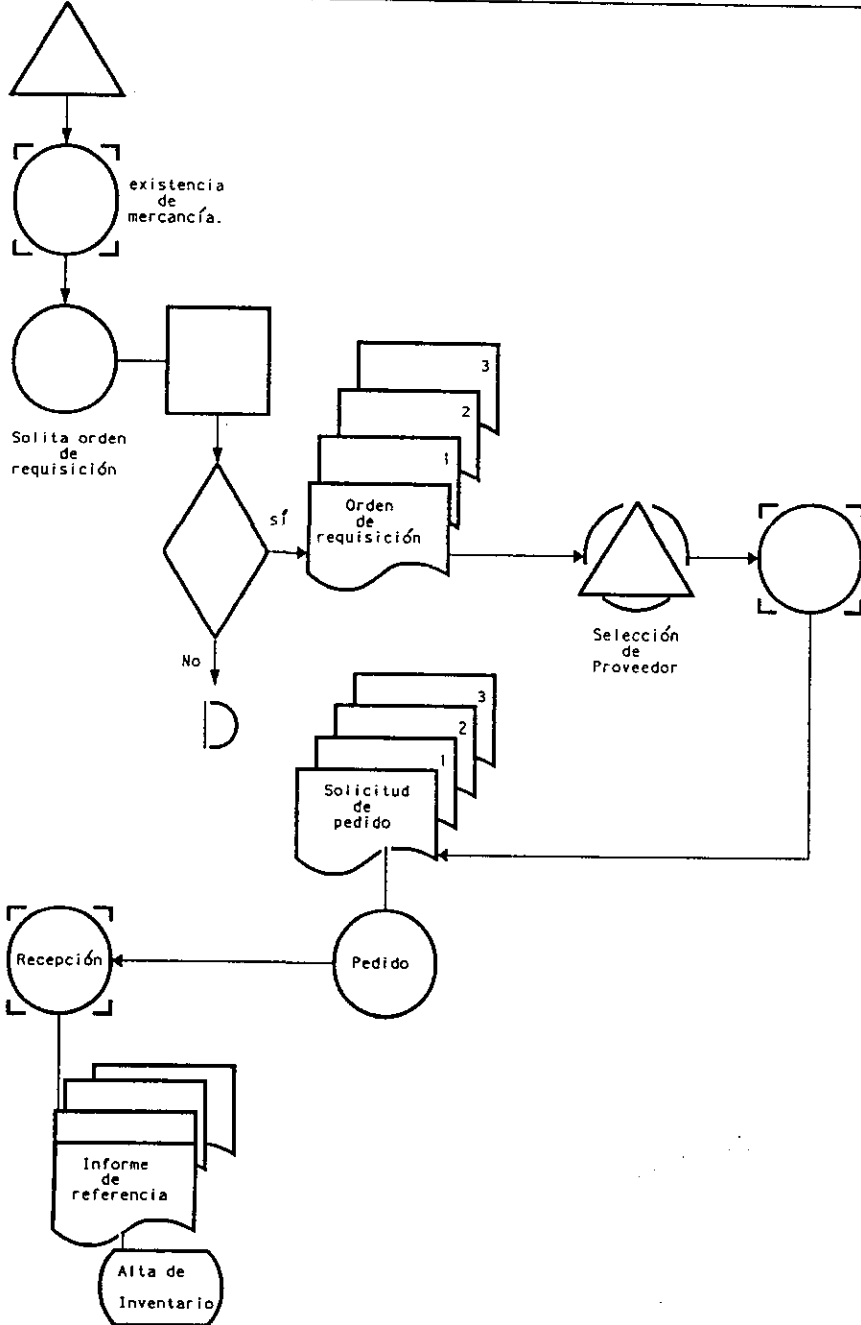 existencia
de
mercancía.
Solita orden
de
requisición
3
2
1
Orden
de
requisición
sí
No
Selección
de
Proveedor
3
2
1
Solicitud
de
pedido
Recepción
Pedido
Informe
de
referencia
Alta de
Inventario